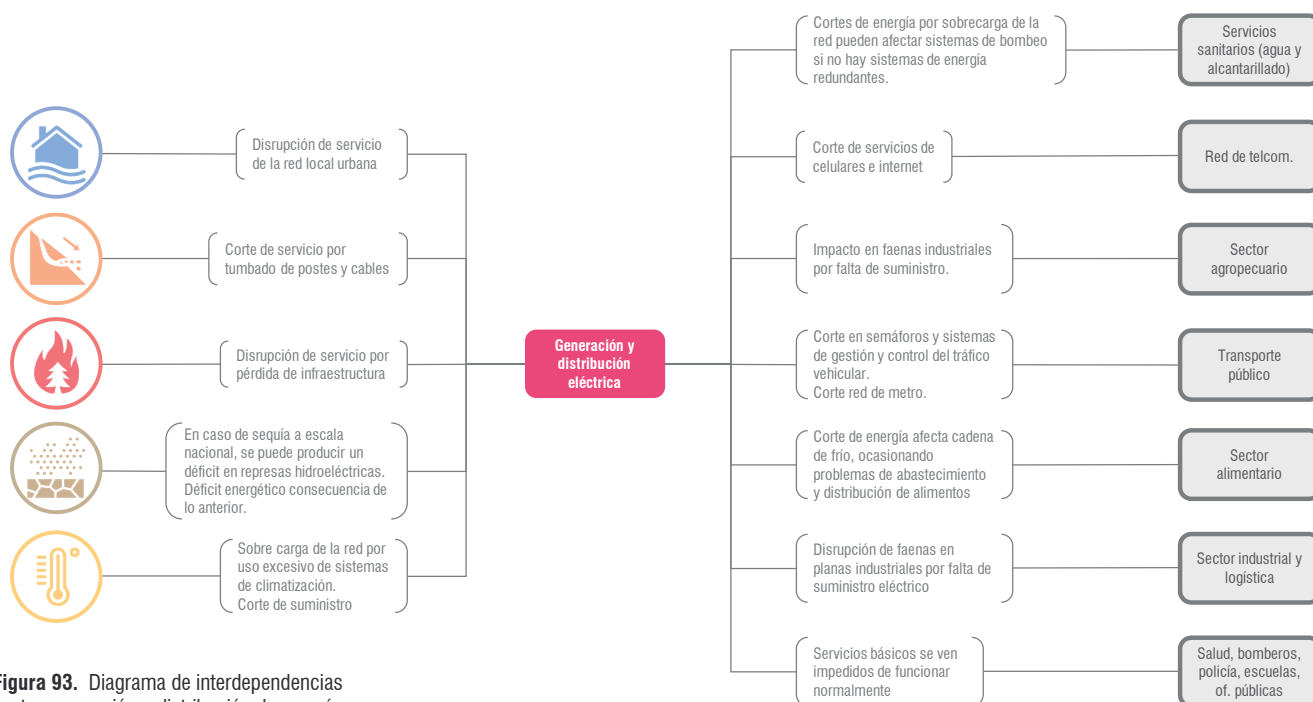 Disrupción de servicio
de la red local urbana
Corte de servicio por
tumbado de postes y cables
Disrupción de servicio por
pérdida de infraestructura
En caso de sequía a escala
nacional, se puede producir un
déficit en represas hidroeléctricas.
Déficit energético consecuencia de
lo anterior.
Sobre carga de la red por
uso excesivo de sistemas
de climatización.
Corte de suministro
Generación y
distribución
eléctrica
Cortes de energía por sobrecarga de la
red pueden afectar sistemas de bombeo
si no hay sistemas de energía
redundantes.
Servicios
sanitarios (agua y
alcantarillado)
Corte de servicios de
celulares e internet
Red de telcom.
Impacto en faenas industriales
por falta de suministro.
Sector
agropecuario
Corte en semáforos y sistemas
de gestión y control del tráfico
vehicular.
Corte red de metro.
Transporte
público
Corte de energía afecta cadena
de frío, ocasionando
problemas de abastecimiento
y distribución de alimentos
Sector
alimentario
Disrupción de faenas en
planas industriales por falta de
suministro eléctrico
Sector industrial y
logística
Servicios básicos se ven
impedidos de funcionar
normalmente
Salud, bomberos,
policía, escuelas,
of. públicas
Figura 93. Diagrama de interdependencias